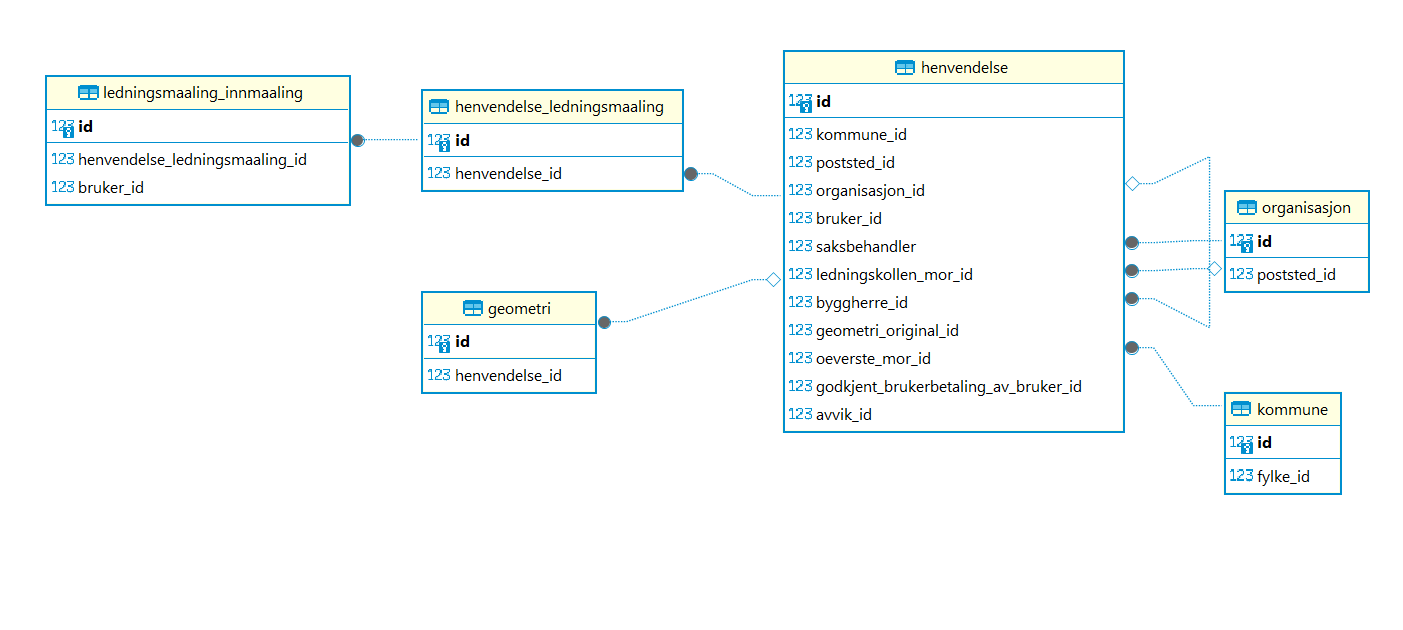 ledningsmaaling_innmaaling
123 id
123 henvendelse_ledningsmaaling_id
123 bruker_id
henvendelse_ledningsmaaling
123 id
123 henvendelse_id
geometri
123 id
123 henvendelse_id
henvendelse
123 id
123 kommune_id
123 poststed_id
123 organisasjon_id
123 bruker_id
123 saksbehandler
123 ledningskollen_mor_id
123 byggherre_id
123 geometri_original_id
123 oeverste_mor_id
123 godkjent_brukerbetaling_av_bruker_id
123 avvik_id
organisasjon
123 id
123 poststed_id
kommune
123 id
123 fylke_id